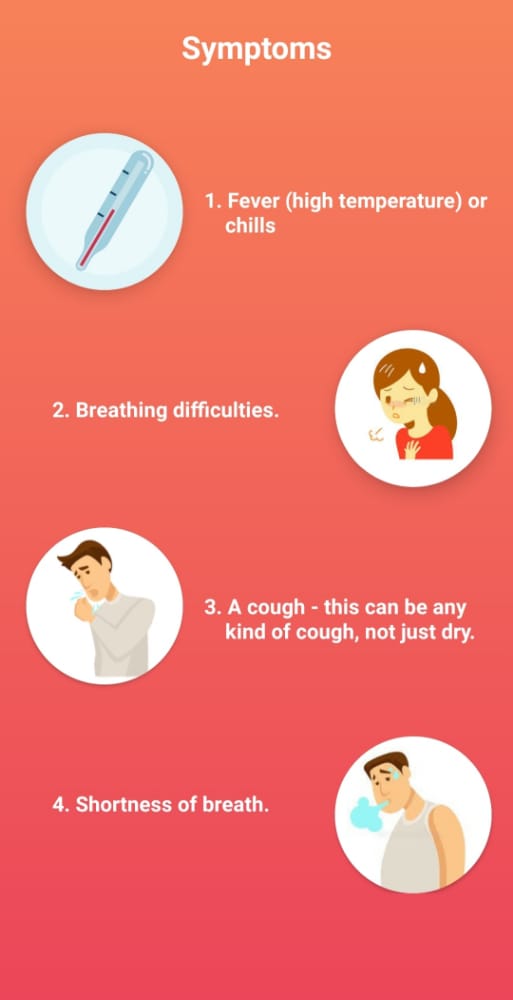 Symptoms
1. Fever (high temperature) or
chills
2. Breathing difficulties.
3. A cough - this can be any
kind of cough, not just dry.
4. Shortness of breath.